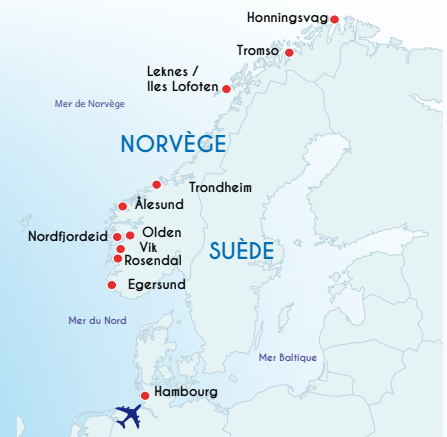 Honningsvag
Tromso
Leknes /
Iles Lofoten
Mer de Norvège
NORVÈGE
Trondheim
Ålesund
Olden
Nordfjordeid
Vik
SUÈDE
Rosendal
Egersund
Mer du Nord
Mer Baltique
Hambourg